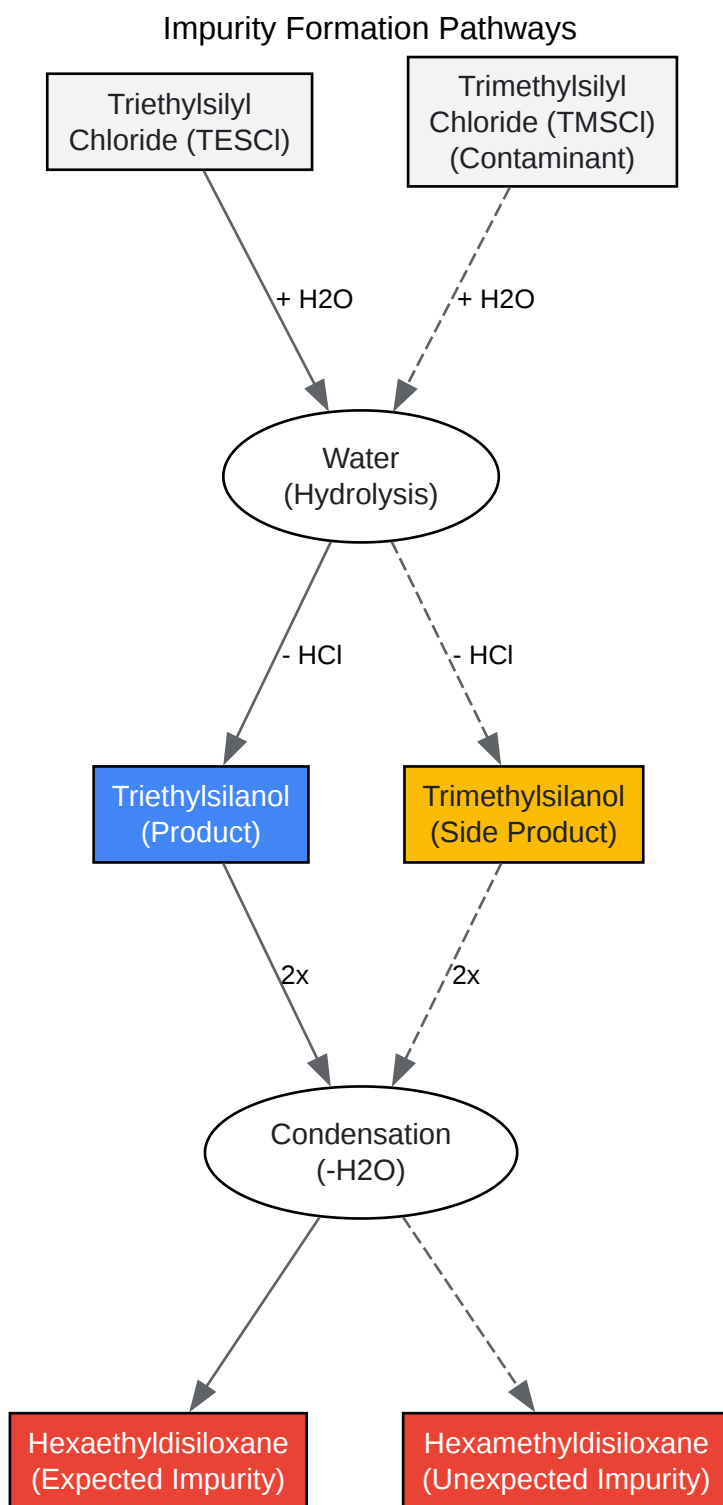 Impurity Formation Pathways
Triethylsilyl
Chloride (TESCl)
Trimethylsilyl
Chloride (TMSCl)
(Contaminant)
+ H2O
+ H2O
Water
(Hydrolysis)
- HCl
- HCl
Triethylsilanol
(Product)
Trimethylsilanol
(Side Product)
2x
2x
Condensation
(-H2O)
Hexaethyldisiloxane
(Expected Impurity)
Hexamethyldisiloxane
(Unexpected Impurity)